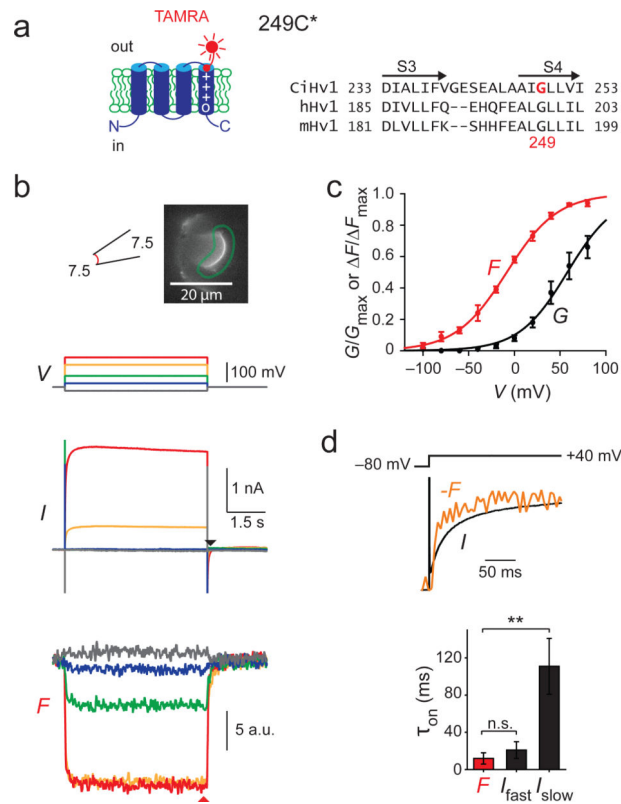 a
TAMRA
249C*
out
+
+
+
o
N
C
in
S3 S4
CiHv1 233 DIALIFVGESEALAAIGLLVI 253
hHv1 185 DIVLLFQ--EHQFEALGLLIL 203
mHv1 181 DLVLLFK--SHHFEALGLLIL 199
249
b
7.5
7.5
20 µm
V
100 mV
I
1 nA
1.5 s
F
5 a.u.
c
G/Gmax or ΔF/ΔFmax
1.0
0.8
0.6
0.4
0.2
0
F
G
−100 −50 0 50 100
V (mV)
d
−80 mV
+40 mV
-F
I
50 ms
**
n.s.
τon (ms)
120
80
40
0
F Ifast Islow